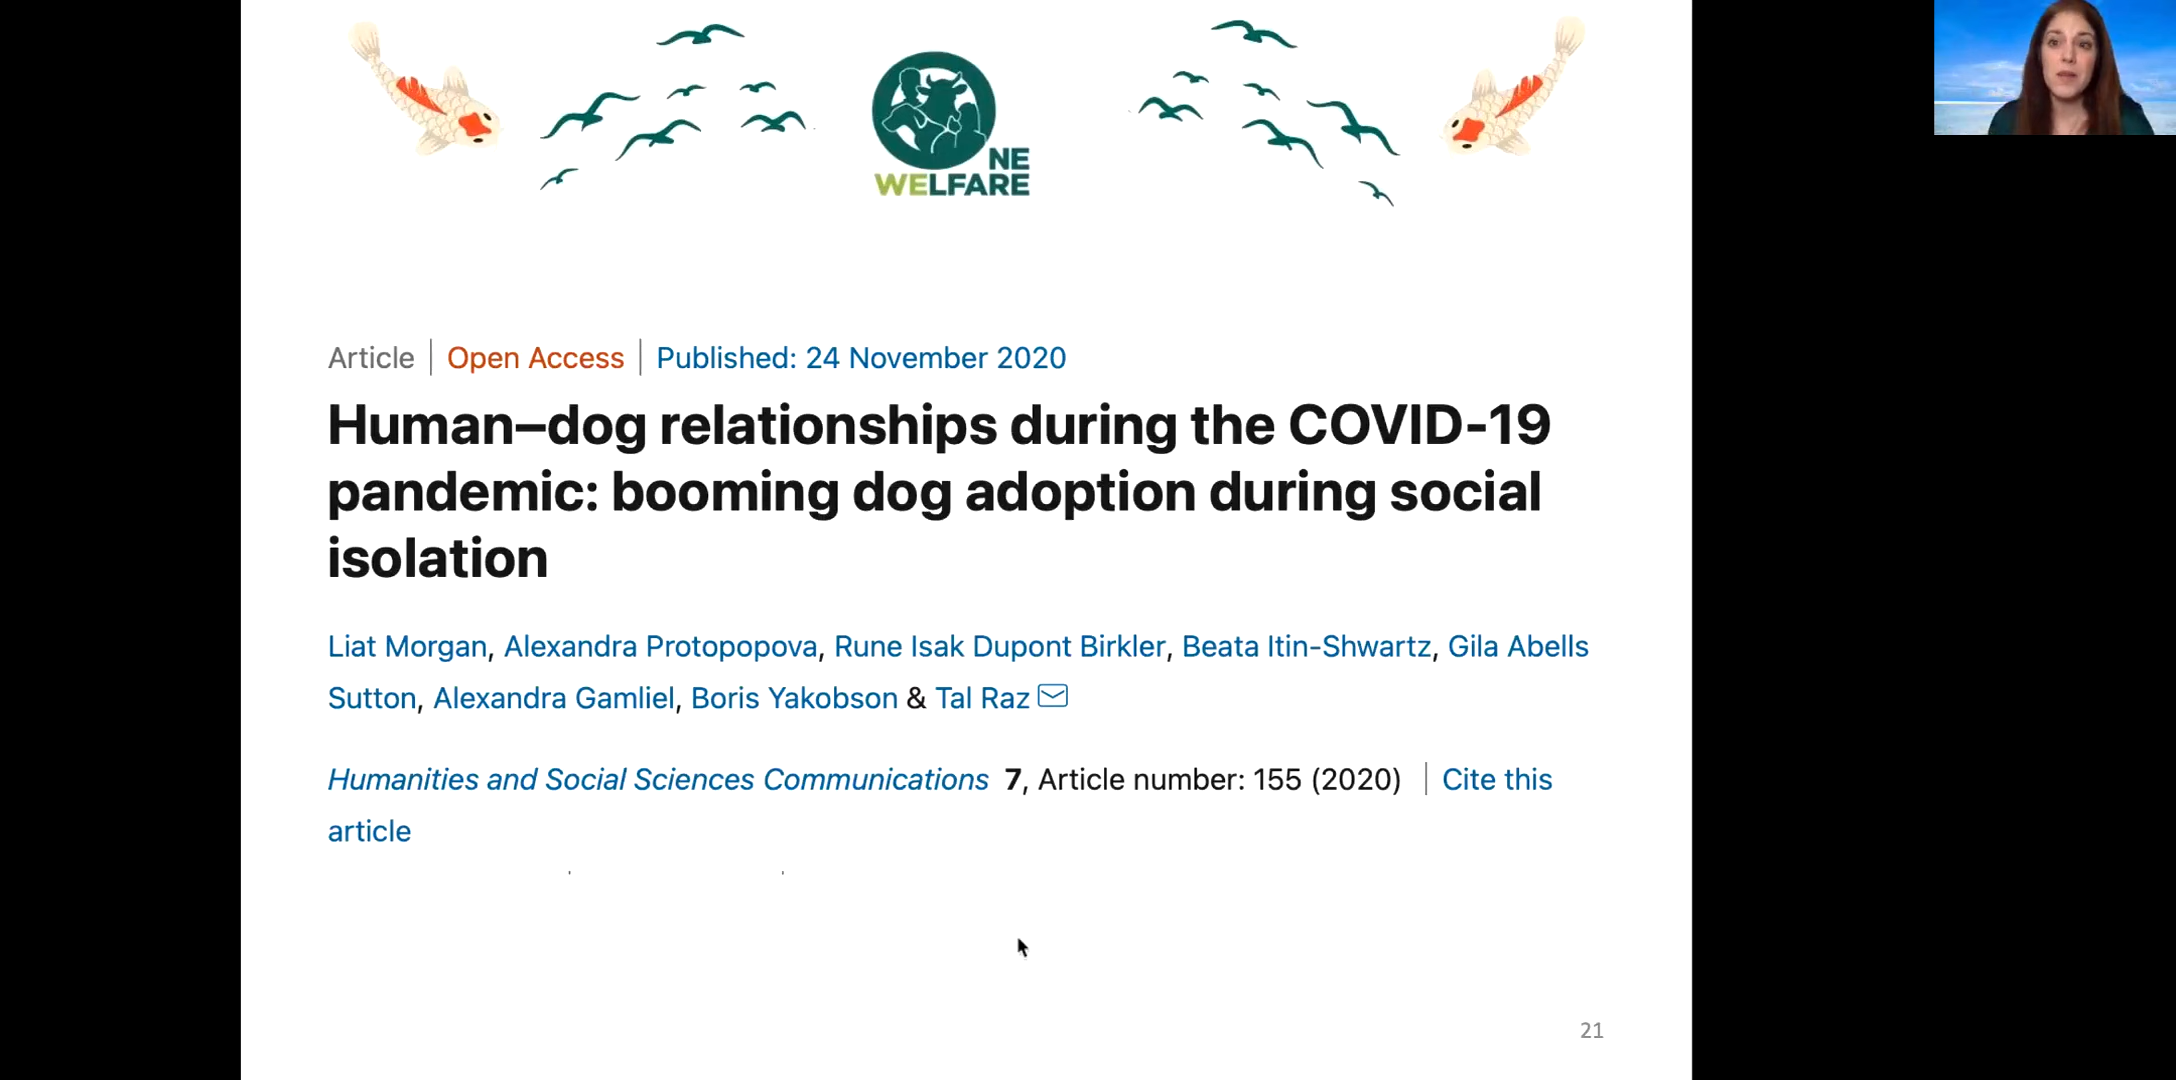 NE
WELFARE
Article | Open Access | Published: 24 November 2020
Human–dog relationships during the COVID-19
pandemic: booming dog adoption during social
isolation
Liat Morgan, Alexandra Protopopova, Rune Isak Dupont Birkler, Beata Itin-Shwartz, Gila Abells
Sutton, Alexandra Gamliel, Boris Yakobson & Tal Raz
Humanities and Social Sciences Communications 7, Article number: 155 (2020) | Cite this
article
21